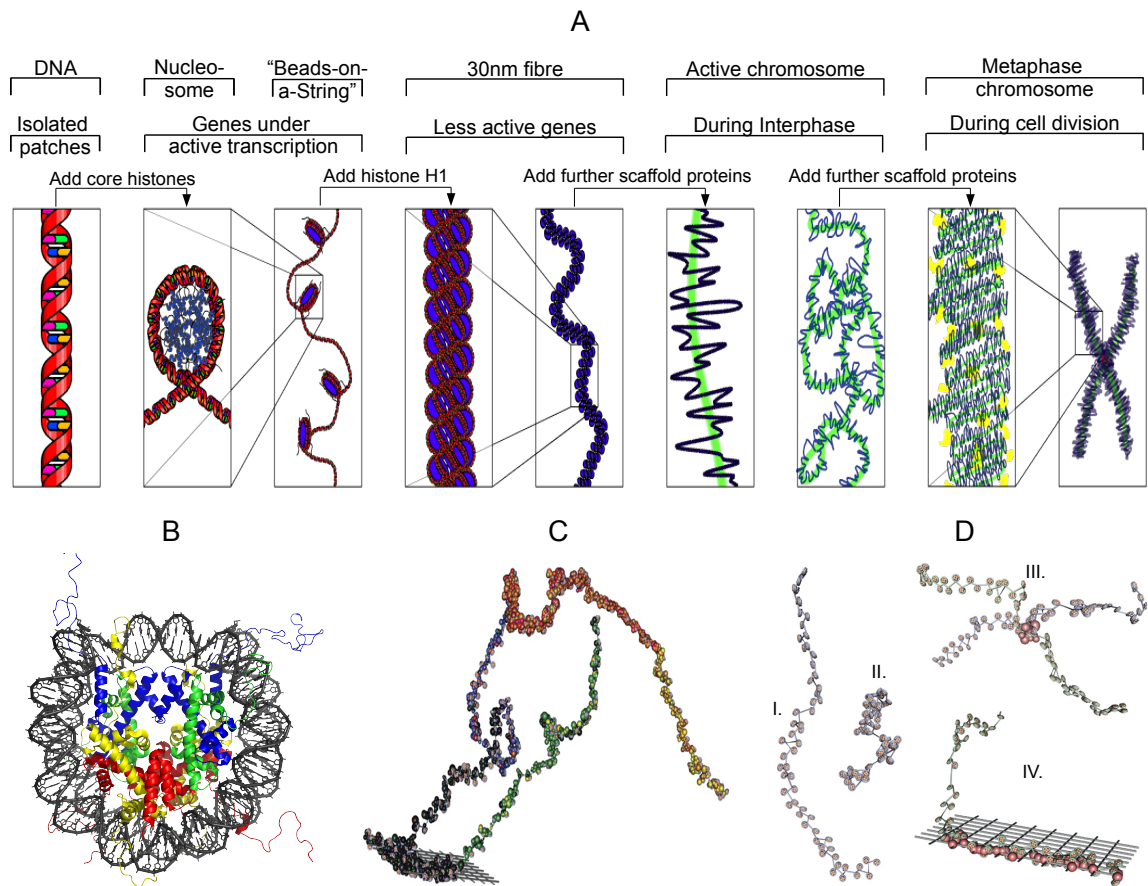 A
DNA
Nucleo-
some
“Beads-on-
a-String”
30nm fibre
Active chromosome
Metaphase
chromosome
Isolated
patches
Genes under
active transcription
Less active genes
During Interphase
During cell division
Add core histones
Add histone H1
Add further scaffold proteins
Add further scaffold proteins
B
C
D
I.
II.
III.
IV.